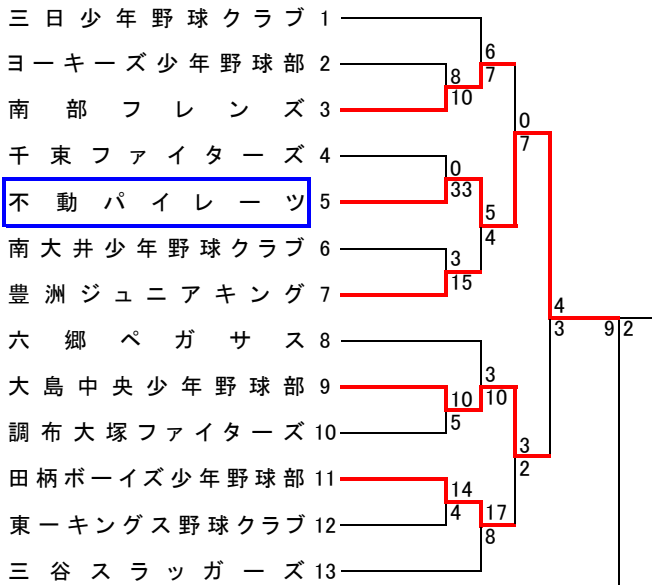 三日少年野球クラブ 1
6
ヨーキーズ少年野球部 2
8 7
南部フレンズ 3
10
0
千束ファイターズ 4
7
0
不動パイレーツ 5
33
5
南大井少年野球クラブ 6
4
3
豊洲ジュニアキング 7
15
4
六郷ペガサス 8
3 9 2
3
大島中央少年野球部 9
10 10
5
調布大塚ファイターズ 10
3
2
田柄ボーイズ少年野球部 11
14
4 17
東一キングス野球クラブ 12
8
三谷スラッガーズ 13